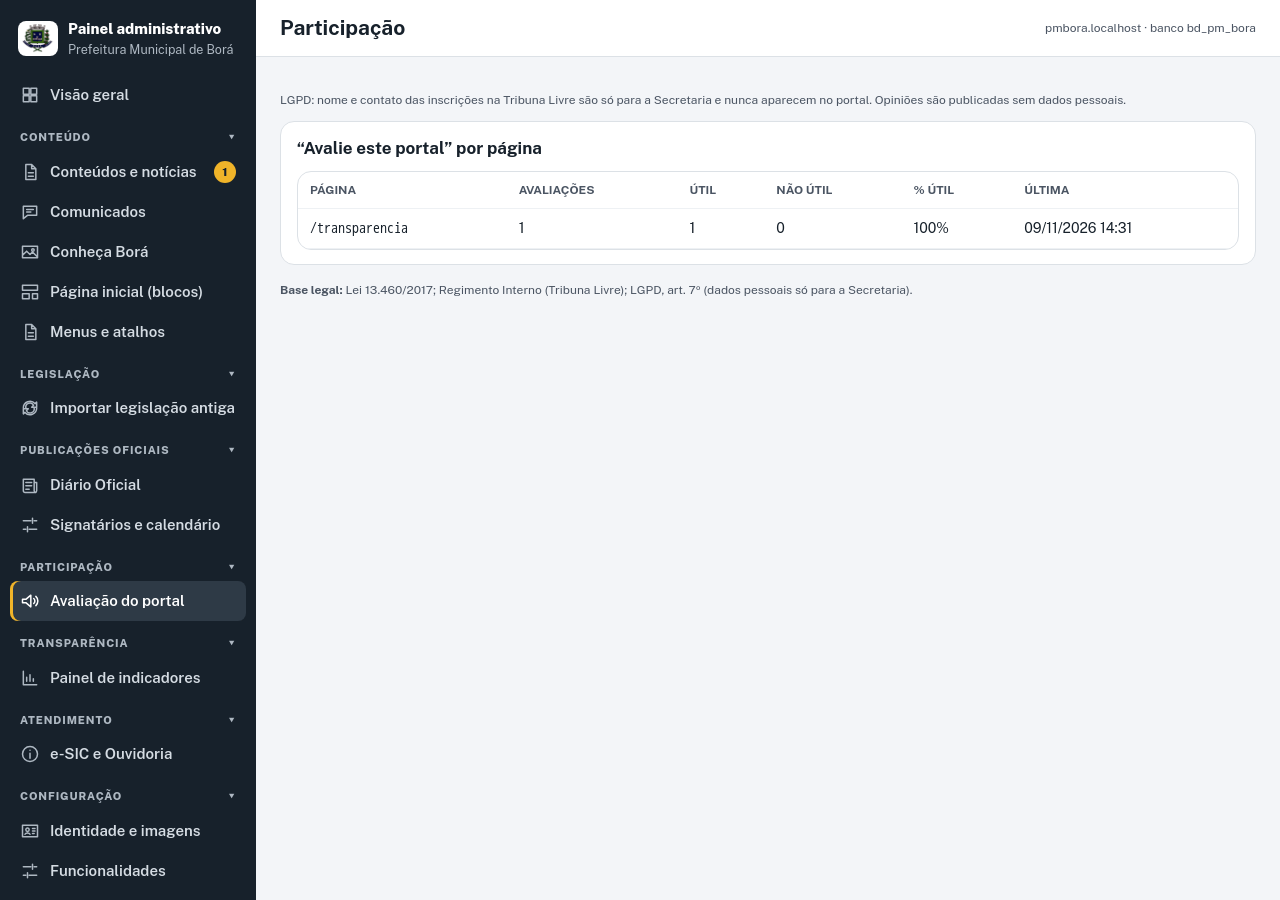 Painel administrativo
Prefeitura Municipal de Borá
Visão geral
CONTEÚDO
Conteúdos e notícias 1
Comunicados
Conheça Borá
Página inicial (blocos)
Menus e atalhos
LEGISLAÇÃO
Importar legislação antiga
PUBLICAÇÕES OFICIAIS
Diário Oficial
Signatários e calendário
PARTICIPAÇÃO
Avaliação do portal
TRANSPARÊNCIA
Painel de indicadores
ATENDIMENTO
e-SIC e Ouvidoria
CONFIGURAÇÃO
Identidade e imagens
Funcionalidades
Participação
pmbora.localhost · banco bd_pm_bora
LGPD: nome e contato das inscrições na Tribuna Livre são só para a Secretaria e nunca aparecem no portal. Opiniões são publicadas sem dados pessoais.
“Avalie este portal” por página
PÁGINA AVALIAÇÕES ÚTIL NÃO ÚTIL % ÚTIL ÚLTIMA
/transparencia 1 1 0 100% 09/11/2026 14:31
Base legal: Lei 13.460/2017; Regimento Interno (Tribuna Livre); LGPD, art. 7º (dados pessoais só para a Secretaria).